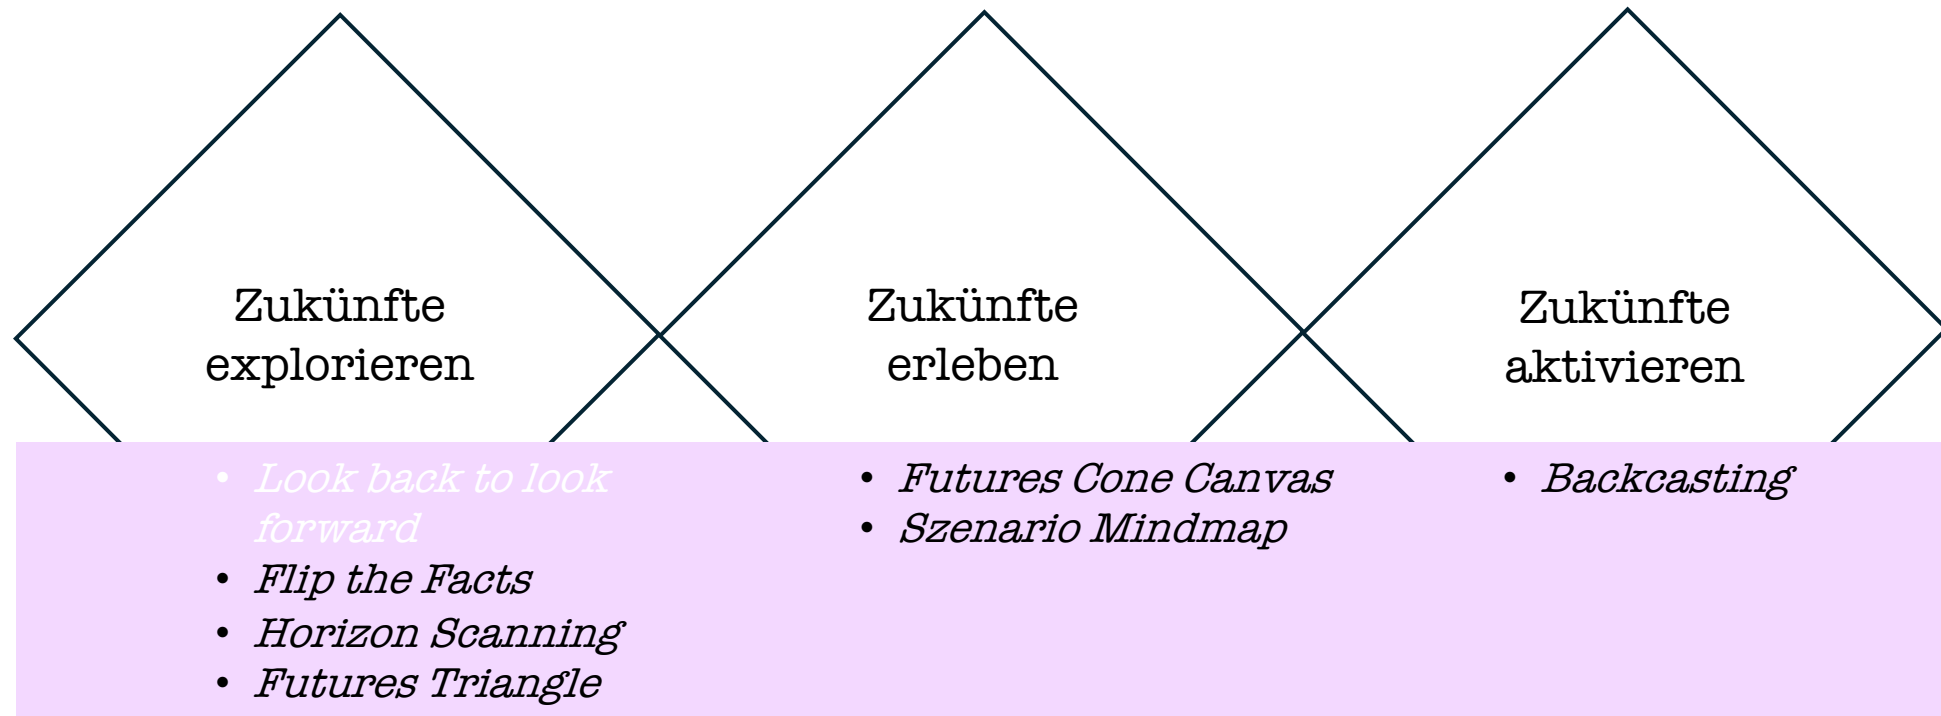 Zukünfte
explorieren
Zukünfte
erleben
Zukünfte
aktivieren
• Look back to look
forward
• Flip the Facts
• Horizon Scanning
• Futures Triangle
• Futures Cone Canvas
• Szenario Mindmap
• Backcasting